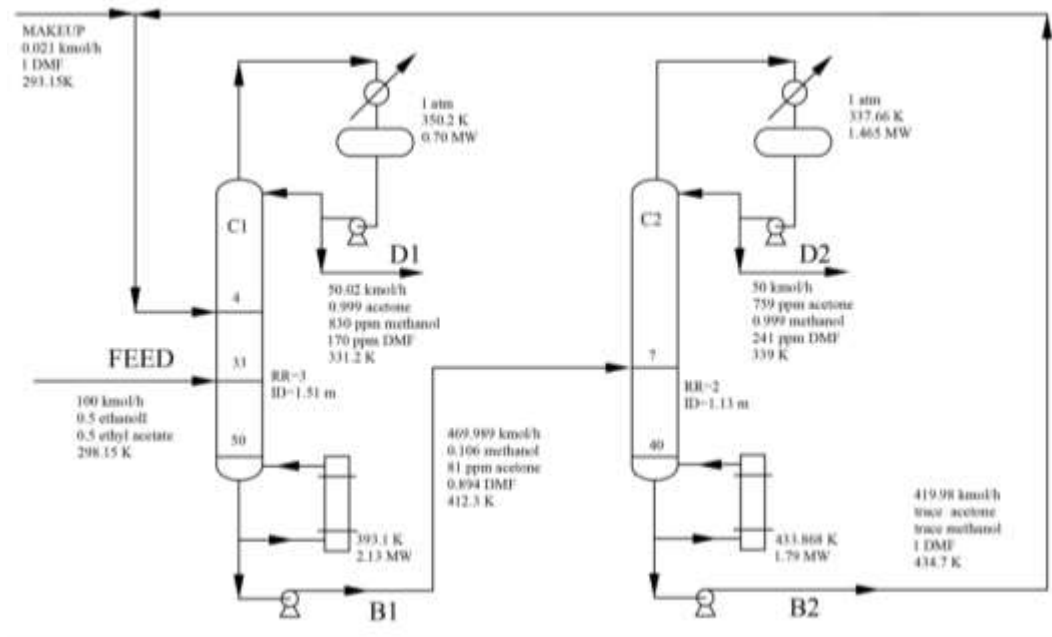 MAKEUP
0.021 kmol/h
1 DMF
293.15K
1 atm
350.2 K
0.70 MW
C1
D1
50.02 kmol/h
0.999 acetone
830 ppm methanol
170 ppm DMF
331.2 K
4
33
50
RR=3
ID=1.51 m
FEED
100 kmol/h
0.5 ethanoll
0.5 ethyl acetate
298.15 K
393.1 K
2.13 MW
B1
469.989 kmol/h
0.106 methanol
81 ppm acetone
0.894 DMF
412.3 K
1 atm
337.66 K
1.465 MW
C2
D2
50 kmol/h
759 ppm acetone
0.999 methanol
241 ppm DMF
339 K
7
40
RR=2
ID=1.13 m
433.868 K
1.79 MW
B2
419.98 kmol/h
trace acetone
trace methanol
1 DMF
434.7 K